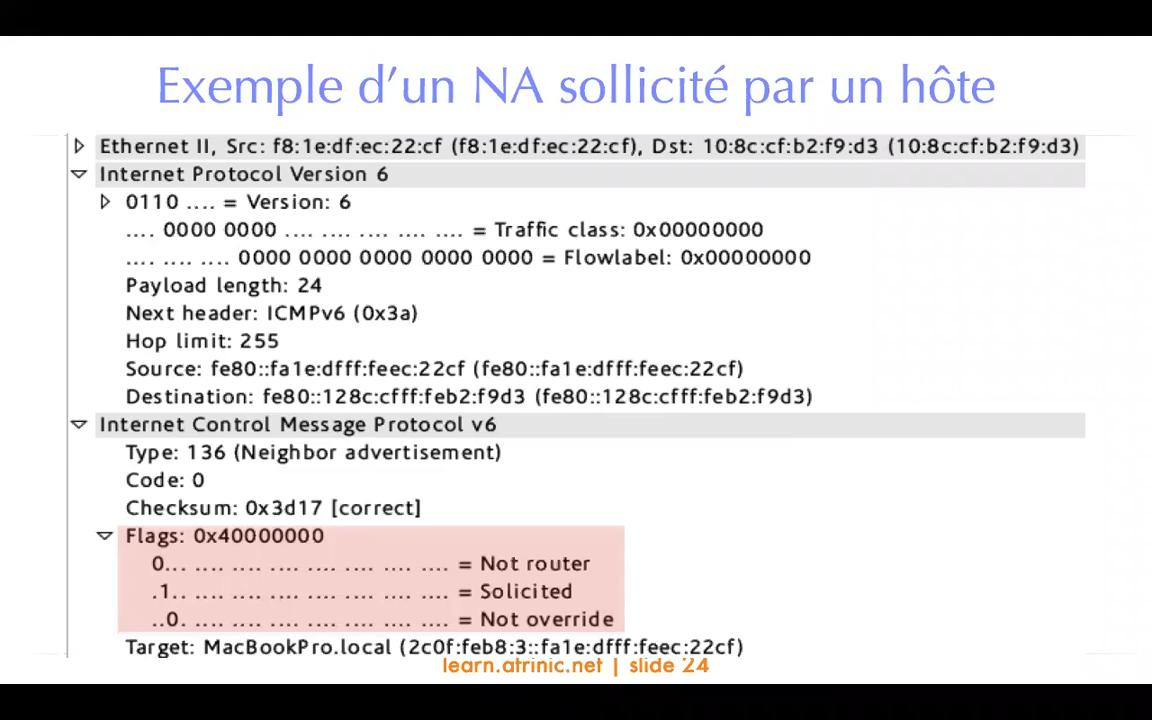 Exemple d'un NA sollicité par un hôte
Ethernet II, Src: f8:1e:df:ec:22:cf (f8:1e:df:ec:22:cf), Dst: 10:8c:cf:b2:f9:d3 (10:8c:cf:b2:f9:d3)
Internet Protocol Version 6
0110 .... = Version: 6
.... 0000 0000 .... .... .... .... .... = Traffic class: 0x00000000
.... .... .... 0000 0000 0000 0000 0000 = Flowlabel: 0x00000000
Payload length: 24
Next header: ICMPv6 (0x3a)
Hop limit: 255
Source: fe80::fa1e:dfff:feec:22cf (fe80::fa1e:dfff:feec:22cf)
Destination: fe80::128c:cfff:feb2:f9d3 (fe80::128c:cfff:feb2:f9d3)
Internet Control Message Protocol v6
Type: 136 (Neighbor advertisement)
Code: 0
Checksum: 0x3d17 [correct]
Flags: 0x40000000
0... .... .... .... .... .... .... .... = Not router
.1.. .... .... .... .... .... .... .... = Solicited
..0. .... .... .... .... .... .... .... = Not override
Target: MacBookPro.local (2c0f:feb8:3::fa1e:dfff:feec:22cf)
learn.afrinic.net | slide 24